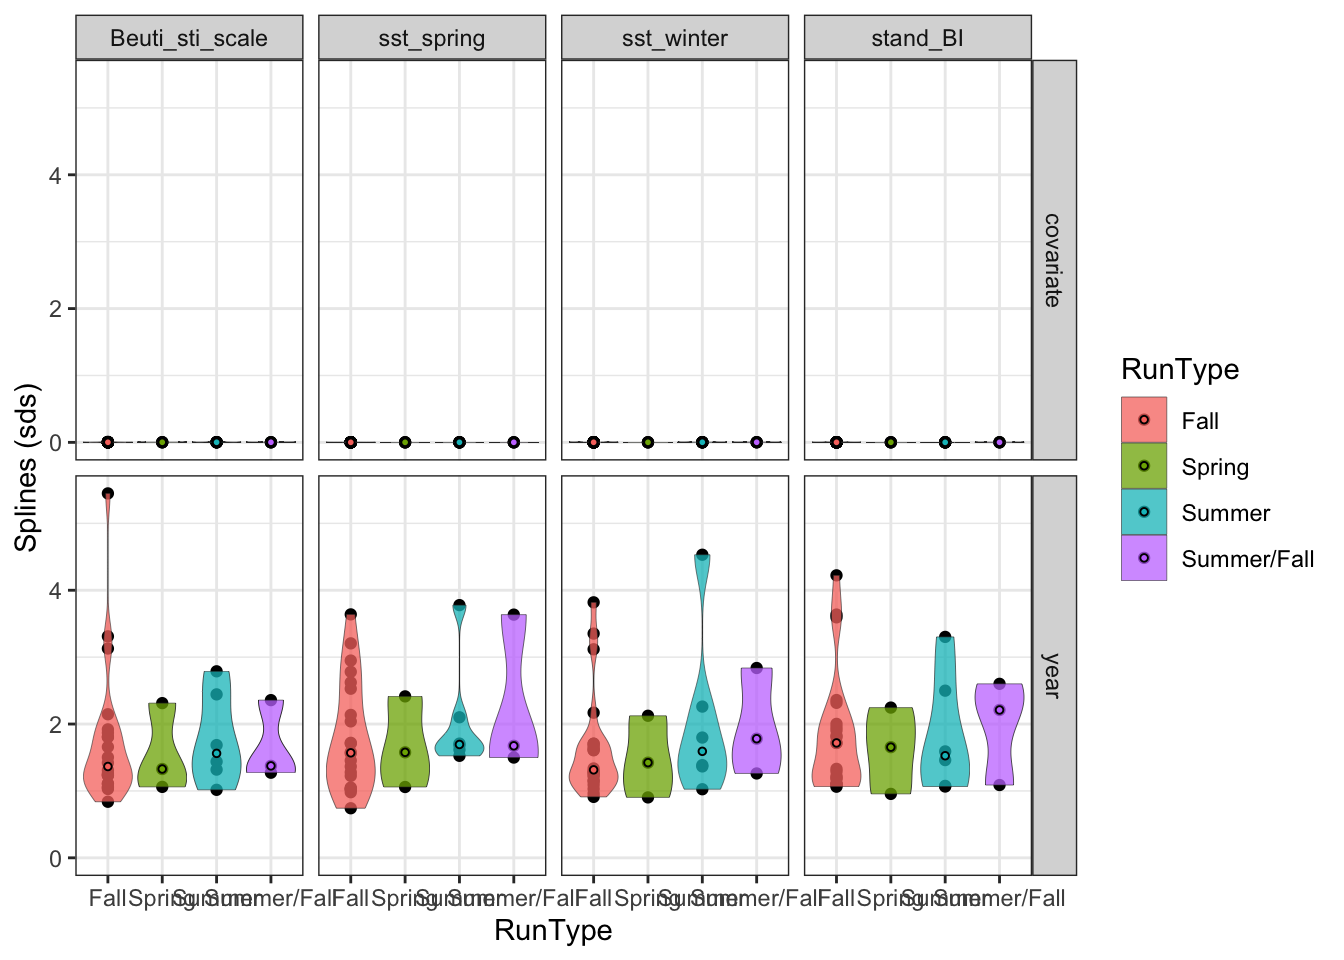 Beuti_sti_scale sst_spring sst_winter stand_BI
covariate
year
4
2
0
4
2
0
Splines (sds)
Fall Spring Summer Summer/Fall Fall Spring Summer Summer/Fall Fall Spring Summer Summer/Fall Fall Spring Summer Summer/Fall
RunType
RunType
Fall
Spring
Summer
Summer/Fall